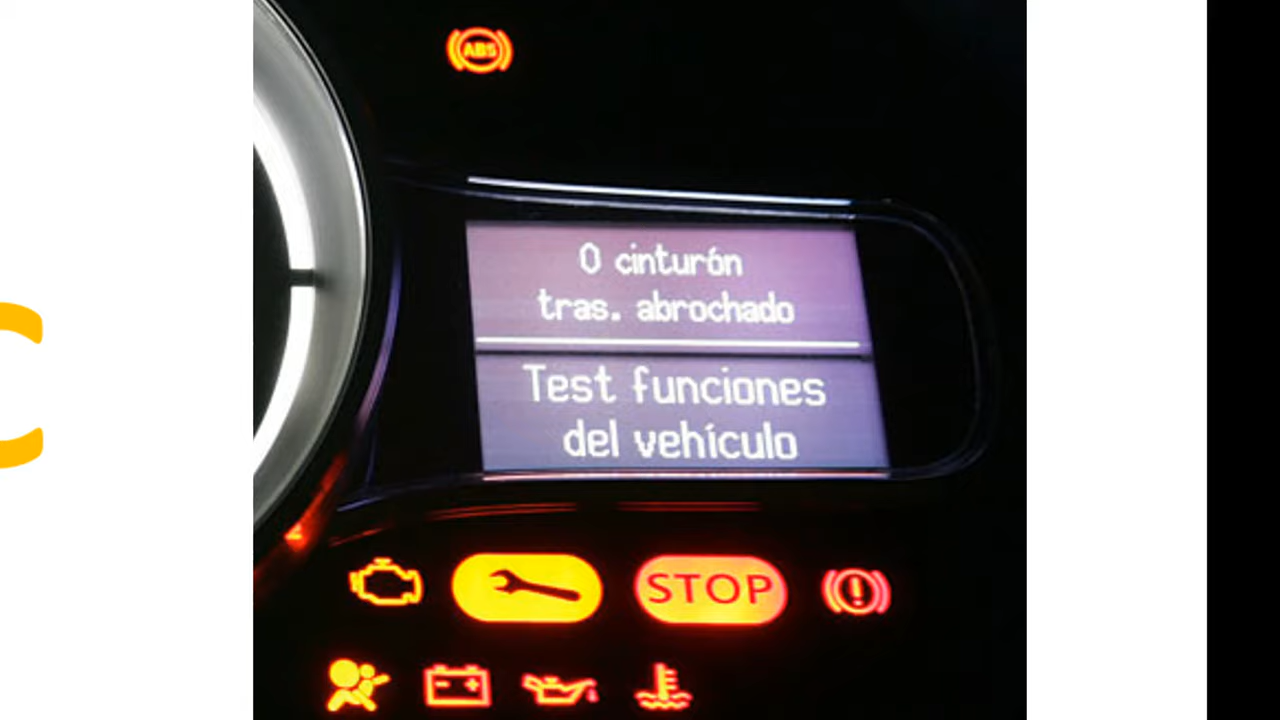 ABS
0 cinturón
tras. abrochado
Test funciones
del vehículo
STOP